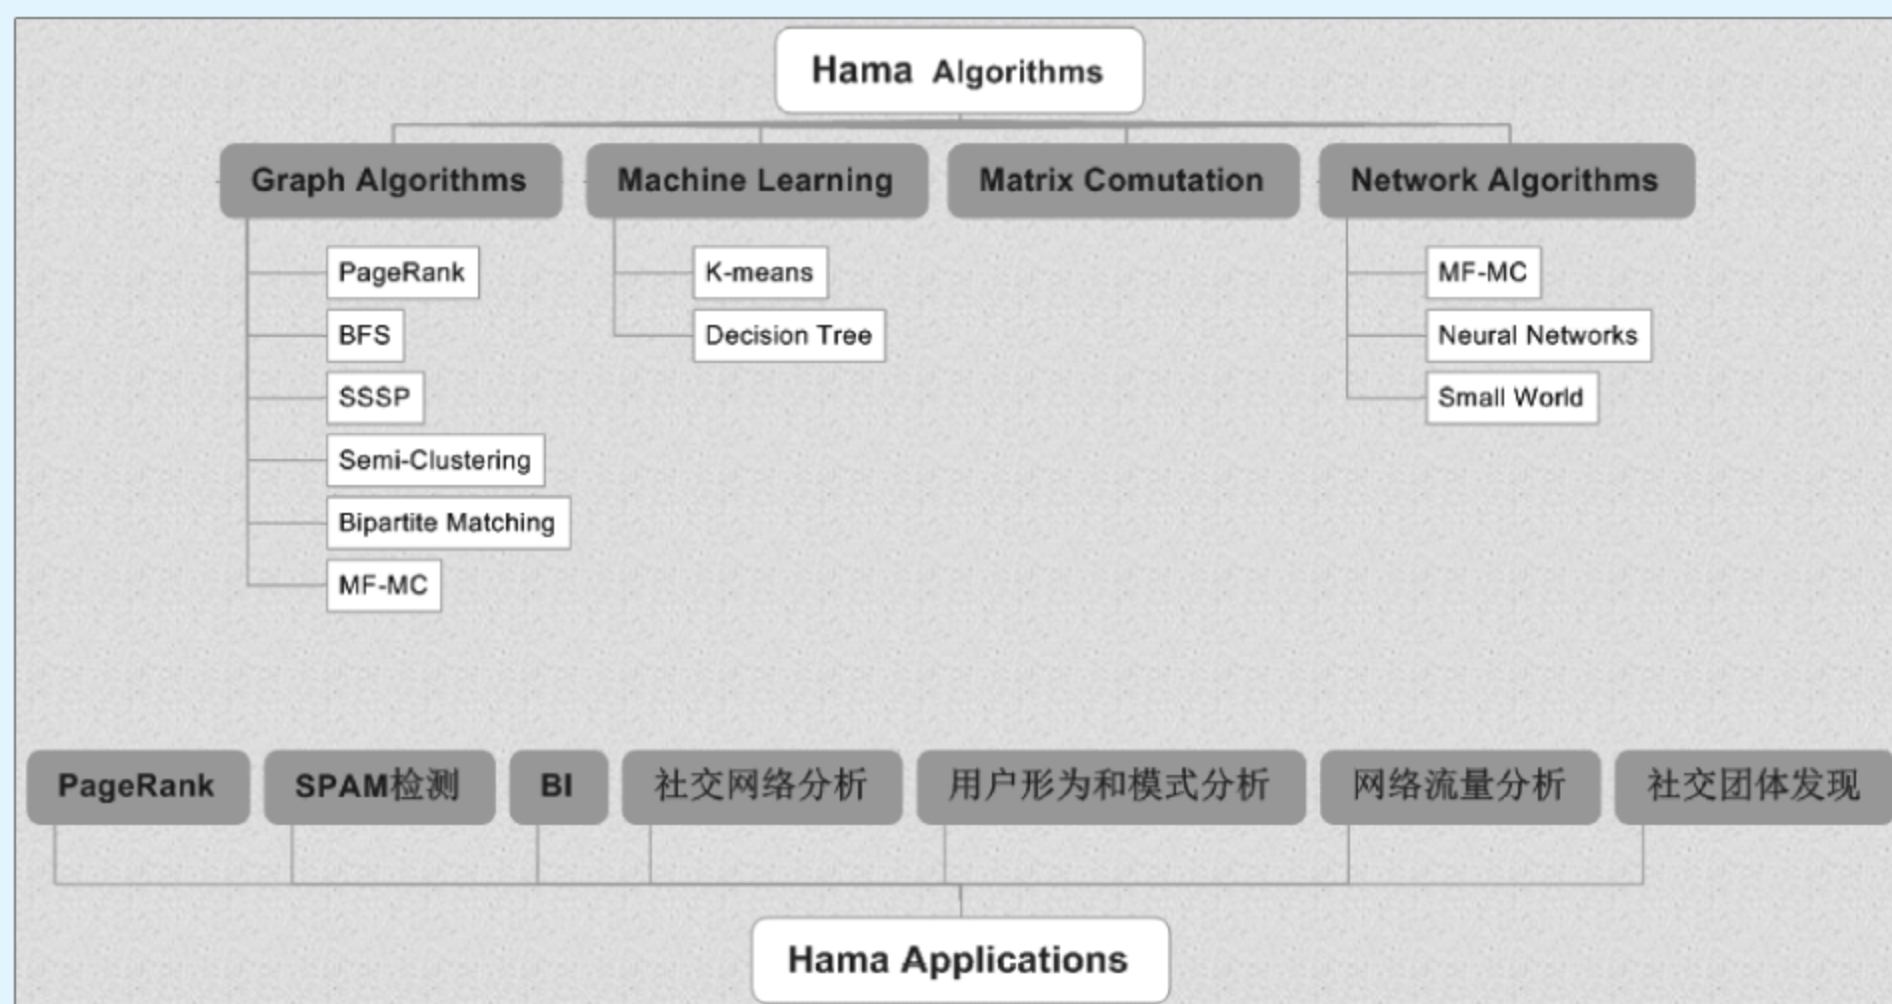 Hama Algorithms
Graph Algorithms
Machine Learning
Matrix Comutation
Network Algorithms
PageRank
BFS
SSSP
Semi-Clustering
Bipartite Matching
MF-MC
K-means
Decision Tree
MF-MC
Neural Networks
Small World
PageRank
SPAM检测
BI
社交网络分析
用户形为和模式分析
网络流量分析
社交团体发现
Hama Applications